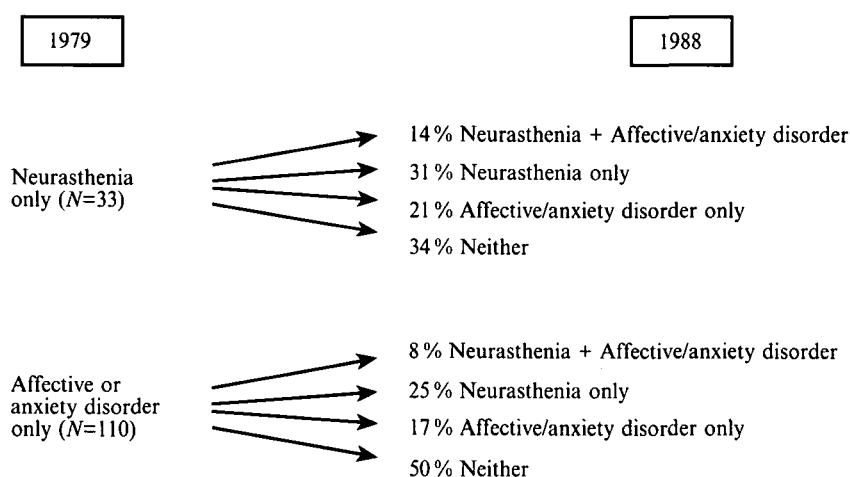 1979
1988
Neurasthenia
only (N=33)
14% Neurasthenia + Affective/anxiety disorder
31% Neurasthenia only
21% Affective/anxiety disorder only
34% Neither
Affective or
anxiety disorder
only (N=110)
8% Neurasthenia + Affective/anxiety disorder
25% Neurasthenia only
17% Affective/anxiety disorder only
50% Neither